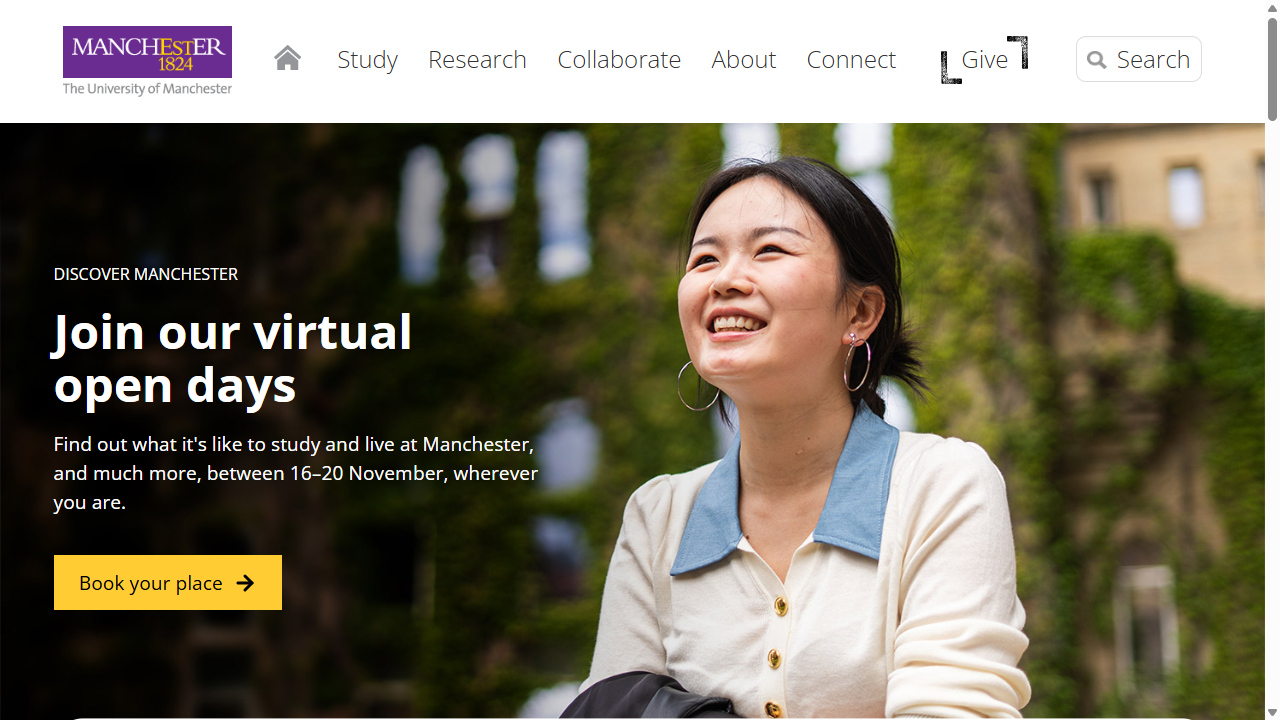 MANCHESTER
1824
The University of Manchester
Study
Research
Collaborate
About
Connect
Give
Search
DISCOVER MANCHESTER
Join our virtual
open days
Find out what it's like to study and live at Manchester,
and much more, between 16–20 November, wherever
you are.
Book your place